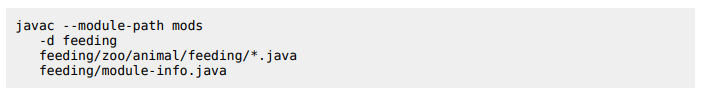 javac --module-path mods
-d feeding
feeding/zoo/animal/feeding/*.java
feeding/module-info.java